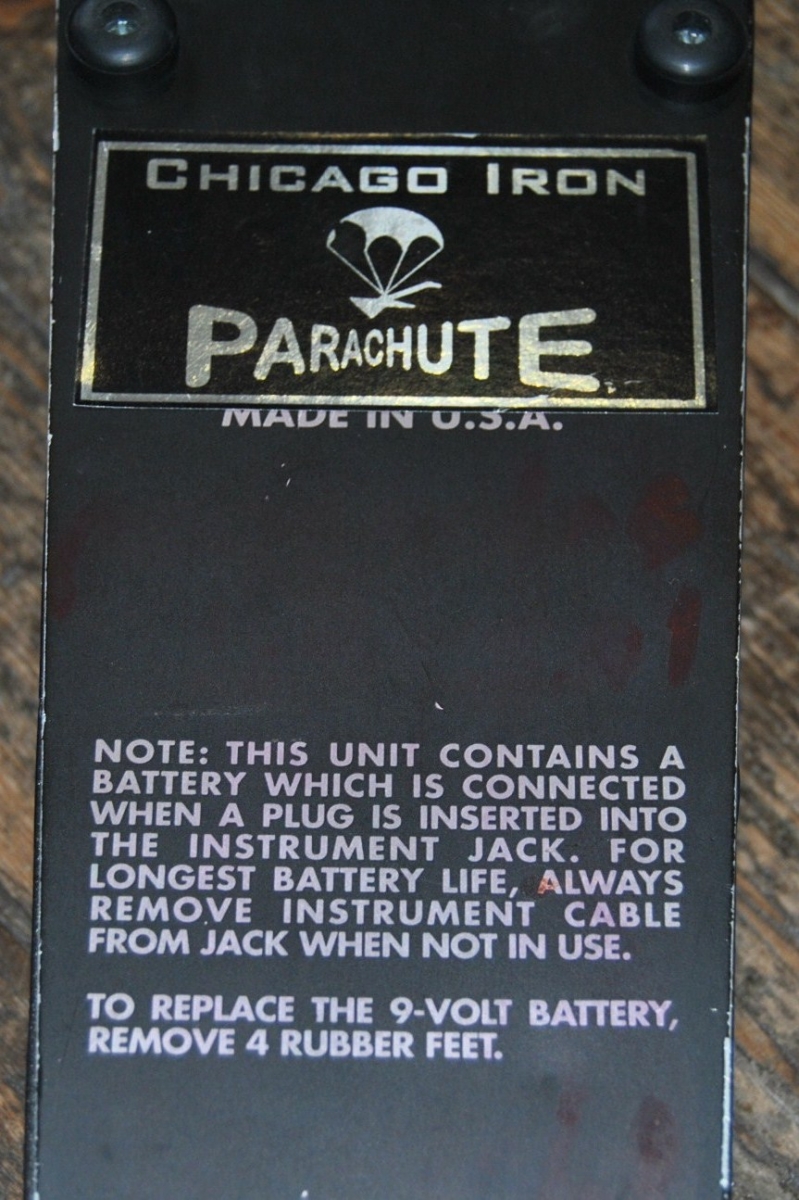 CHICAGO IRON
PARACHUTE
MADE IN U.S.A.
NOTE: THIS UNIT CONTAINS A
BATTERY WHICH IS CONNECTED
WHEN A PLUG IS INSERTED INTO
THE INSTRUMENT JACK. FOR
LONGEST BATTERY LIFE, ALWAYS
REMOVE INSTRUMENT CABLE
FROM JACK WHEN NOT IN USE.
TO REPLACE THE 9-VOLT BATTERY,
REMOVE 4 RUBBER FEET.